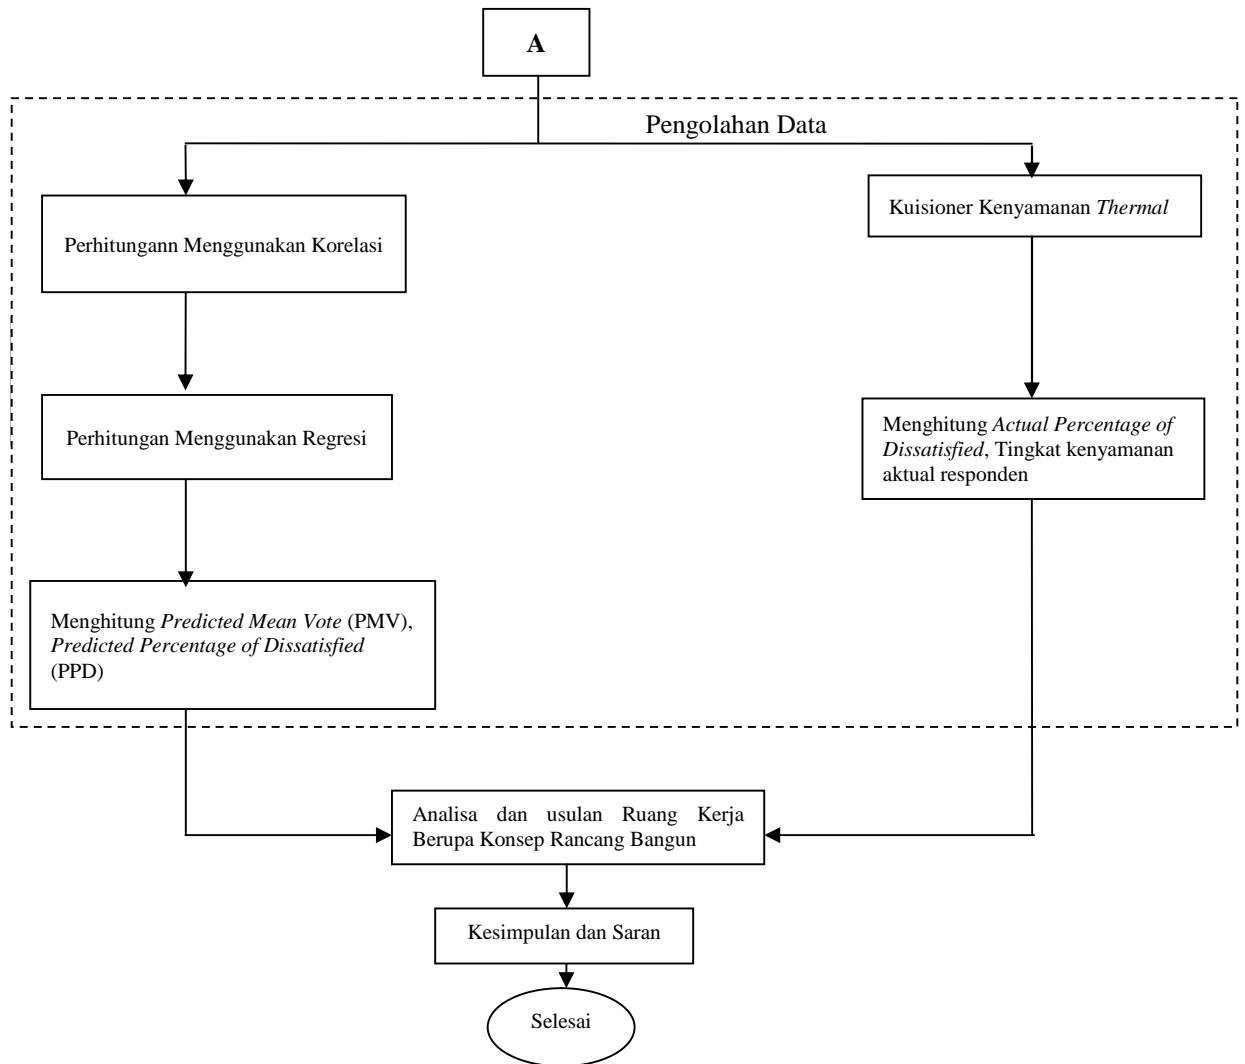 A
Pengolahan Data
Perhitungann Menggunakan Korelasi
Perhitungan Menggunakan Regresi
Menghitung Predicted Mean Vote (PMV),
Predicted Percentage of Dissatisfied
(PPD)
Kuisioner Kenyamanan Thermal
Menghitung Actual Percentage of
Dissatisfied, Tingkat kenyamanan
aktual responden
Analisa dan usulan Ruang Kerja
Berupa Konsep Rancang Bangun
Kesimpulan dan Saran
Selesai